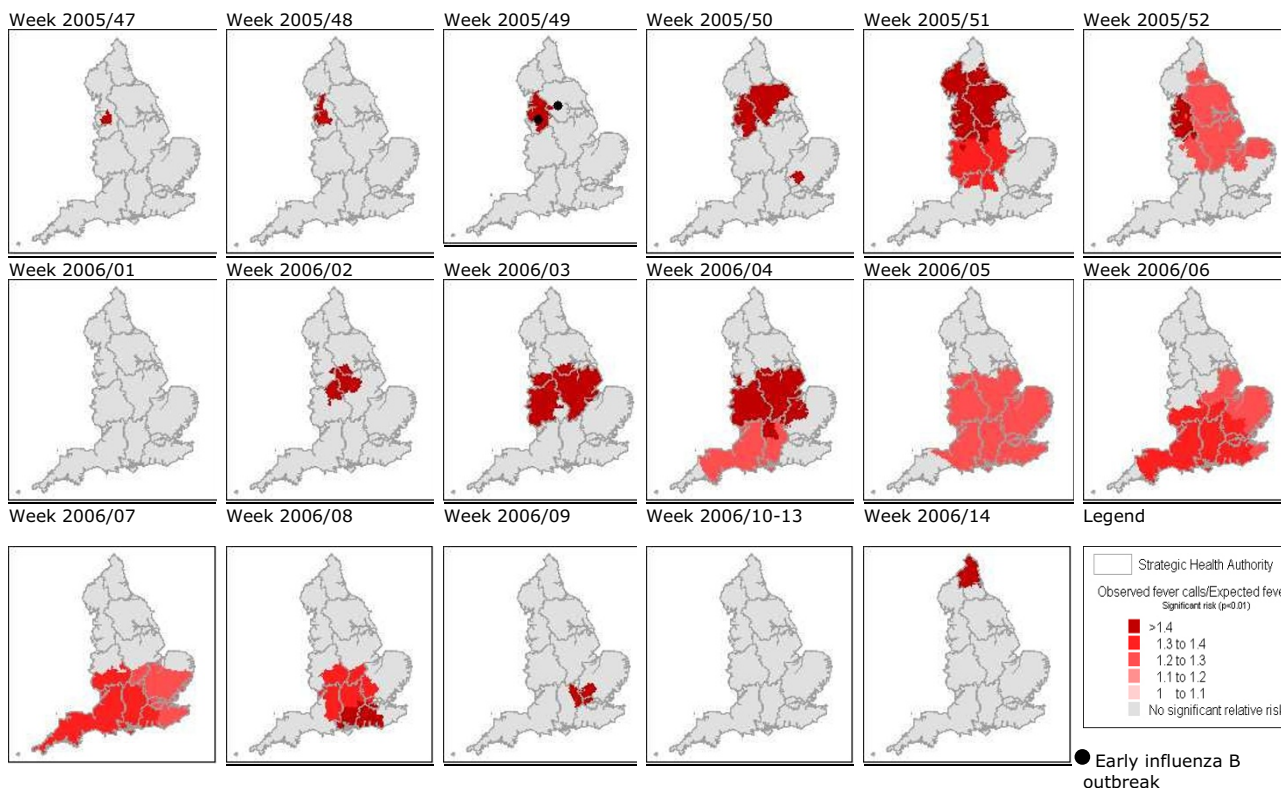 Week 2005/47
Week 2005/48
Week 2005/49
Week 2005/50
Week 2005/51
Week 2005/52
Week 2006/01
Week 2006/02
Week 2006/03
Week 2006/04
Week 2006/05
Week 2006/06
Week 2006/07
Week 2006/08
Week 2006/09
Week 2006/10-13
Week 2006/14
Legend
Strategic Health Authority
Observed fever calls/Expected feve
Significant risk (p<0.01)
>1.4
1.3 to 1.4
1.2 to 1.3
1.1 to 1.2
1 to 1.1
No significant relative risk
Early influenza B
outbreak